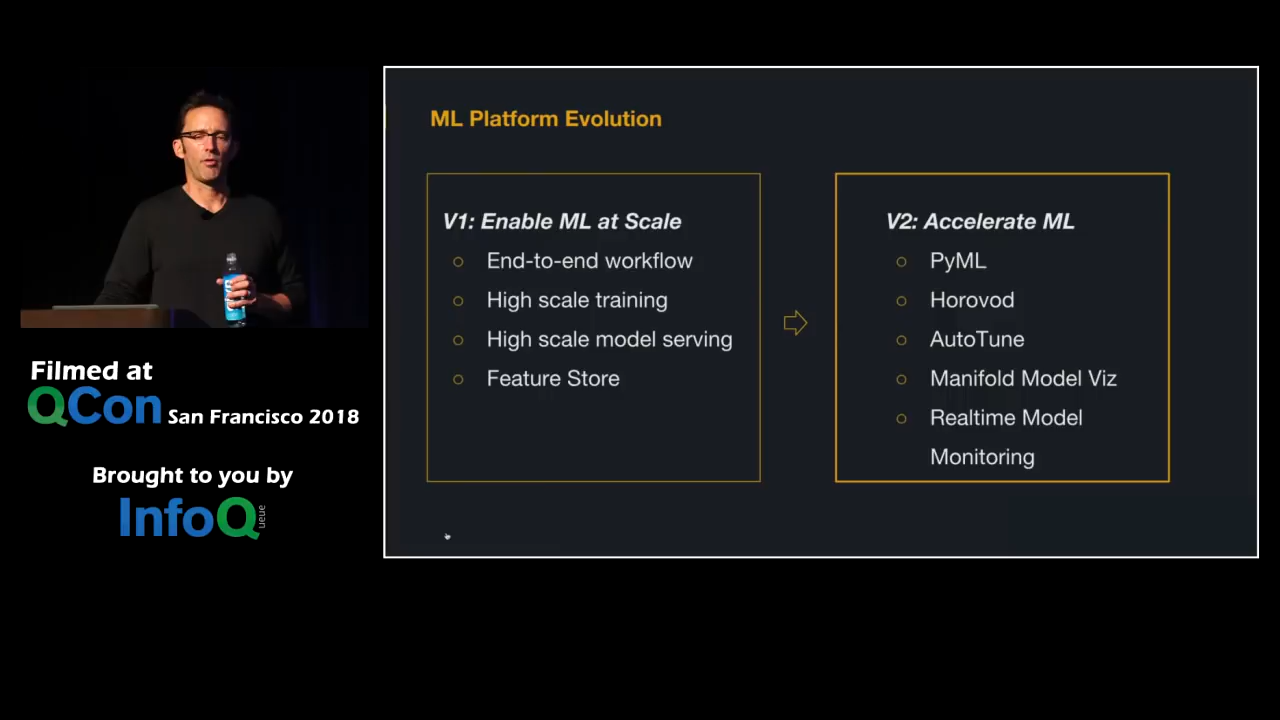 ML Platform Evolution
V1: Enable ML at Scale
○ End-to-end workflow
○ High scale training
○ High scale model serving
○ Feature Store
V2: Accelerate ML
○ PyML
○ Horovod
○ AutoTune
○ Manifold Model Viz
○ Realtime Model
Monitoring
Filmed at
QCon San Francisco 2018
Brought to you by
InfoQueue